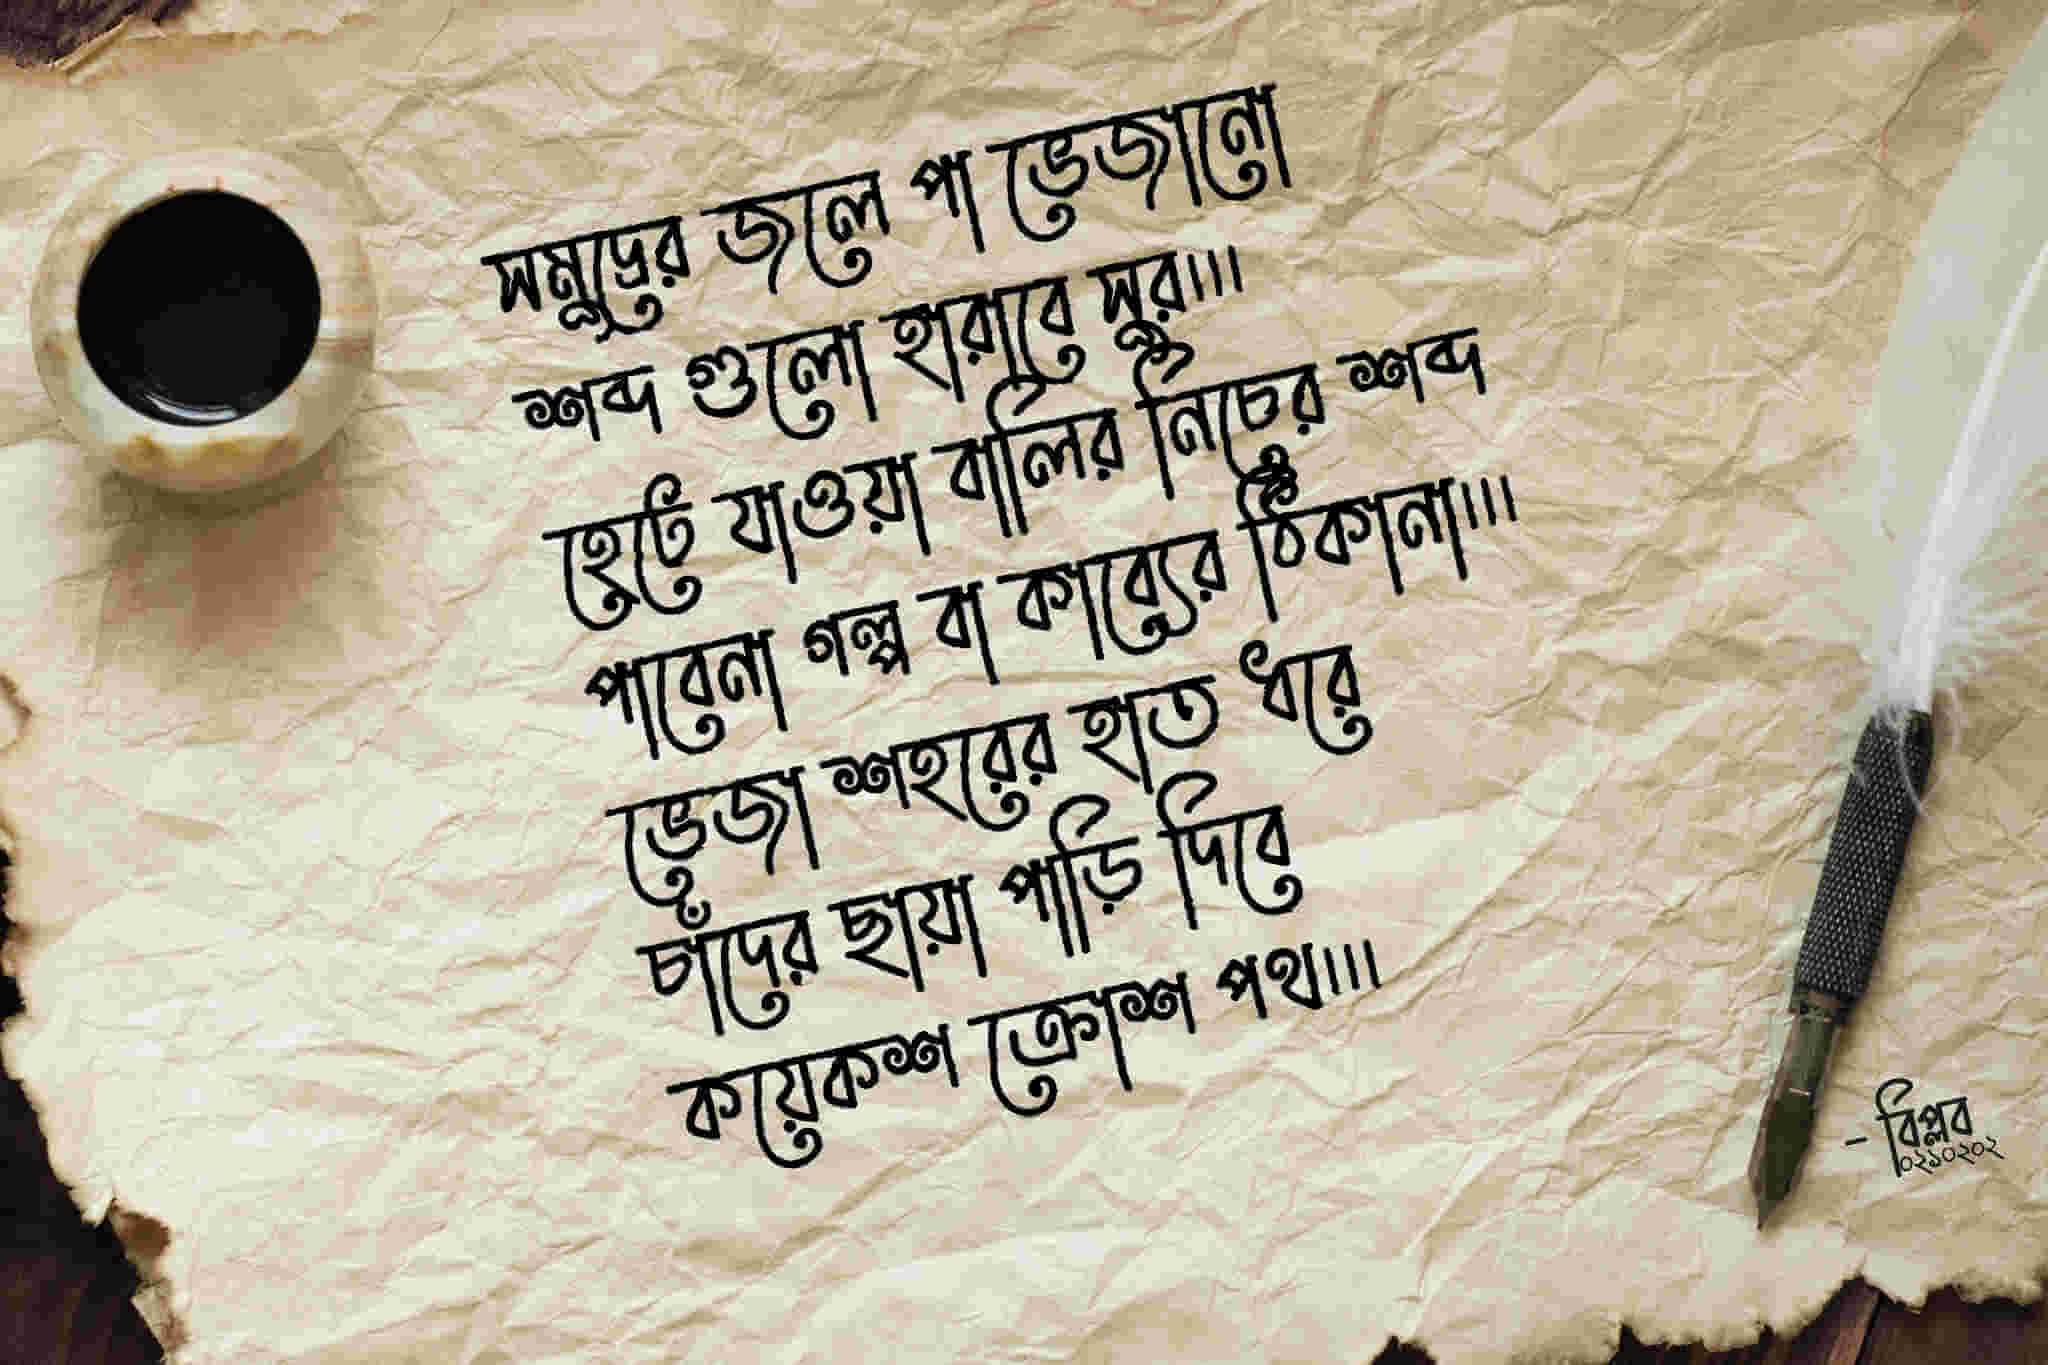 সমূদ্রের জলে পা ভেজানো
শব্দ গুলো হারাবে সুর।।।
হেটে যাওয়া বালির নিচের শব্দ
পাবেনা গল্প বা কাব্যের ঠিকানা।।।
ভেজা শহরের হাত ধরে
চাঁদের ছায়া পাড়ি দিবে
কয়েকশ ক্রোশ পথ।।।
- বিপ্লব
০২১০২০২